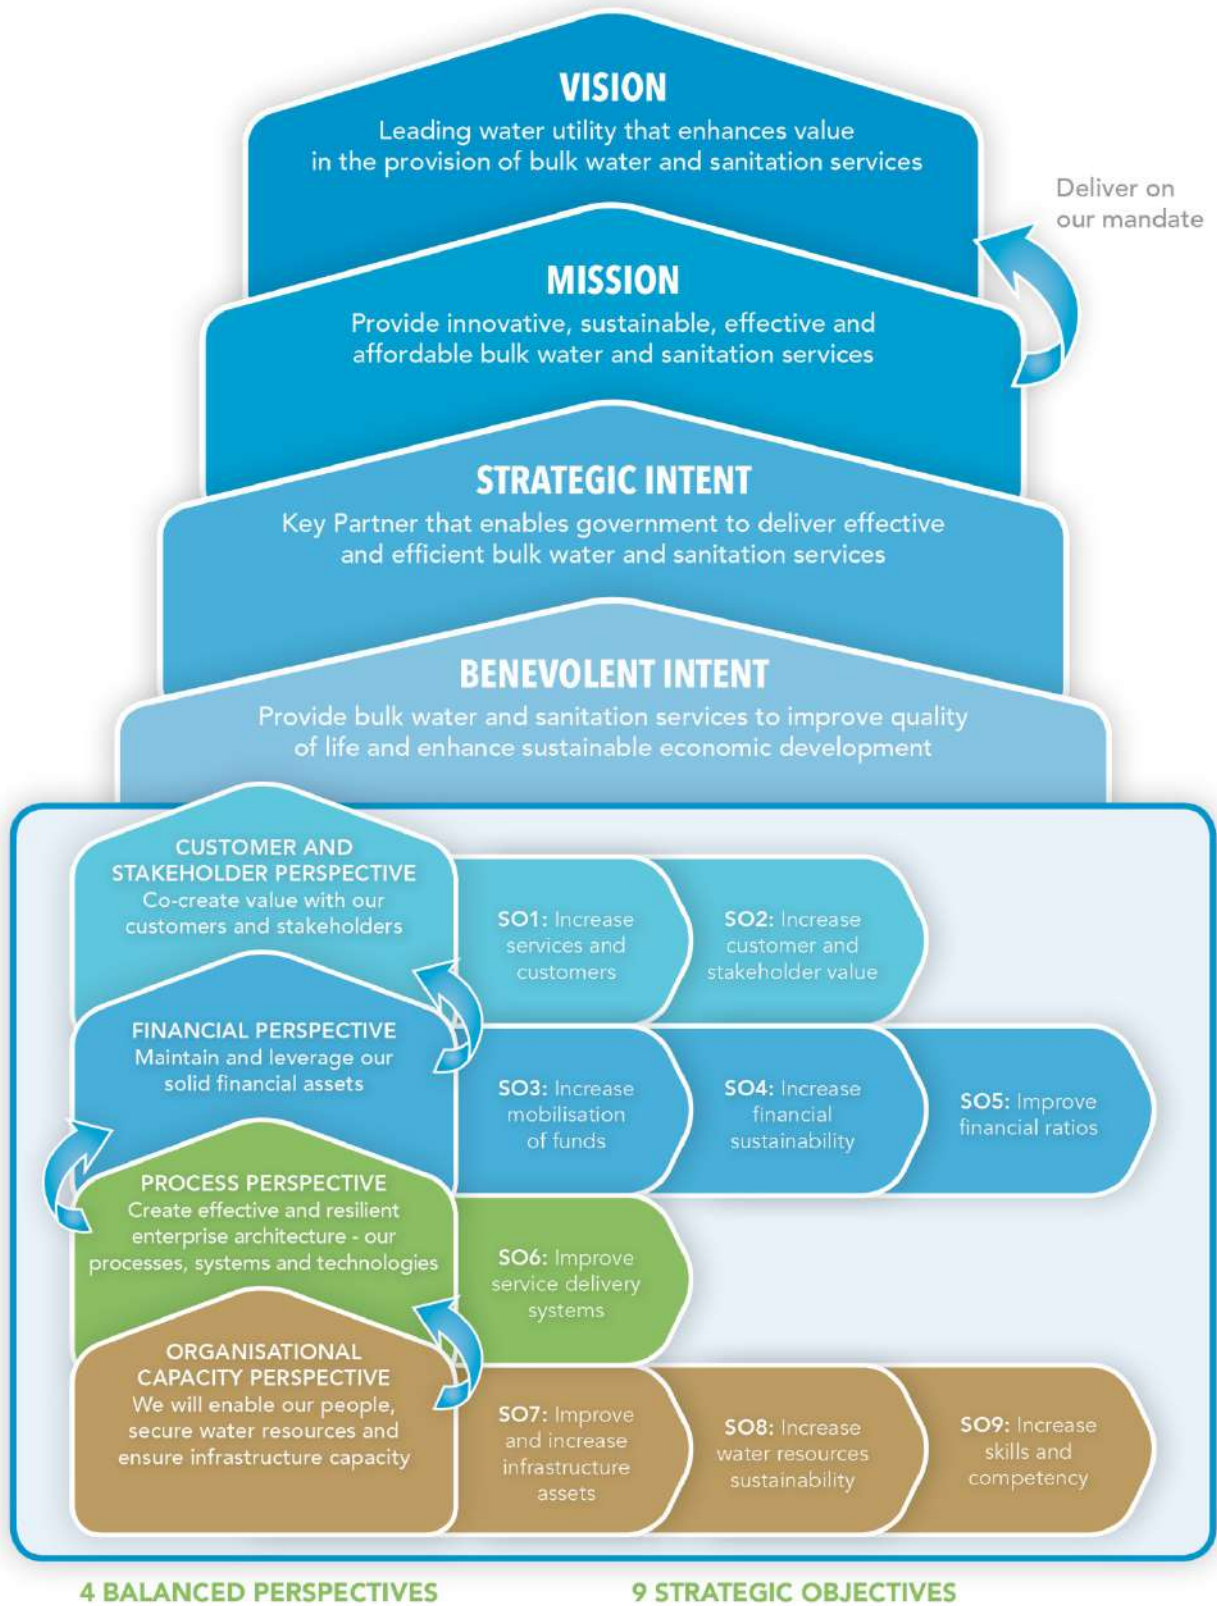 VISION
Leading water utility that enhances value
in the provision of bulk water and sanitation services
Deliver on
our mandate
MISSION
Provide innovative, sustainable, effective and
affordable bulk water and sanitation services
STRATEGIC INTENT
Key Partner that enables government to deliver effective
and efficient bulk water and sanitation services
BENEVOLENT INTENT
Provide bulk water and sanitation services to improve quality
of life and enhance sustainable economic development
CUSTOMER AND
STAKEHOLDER PERSPECTIVE
Co-create value with our
customers and stakeholders
SO1: Increase
services and
customers
SO2: Increase
customer and
stakeholder value
FINANCIAL PERSPECTIVE
Maintain and leverage our
solid financial assets
SO3: Increase
mobilisation
of funds
SO4: Increase
financial
sustainability
SO5: Improve
financial ratios
PROCESS PERSPECTIVE
Create effective and resilient
enterprise architecture - our
processes, systems and technologies
SO6: Improve
service delivery
systems
ORGANISATIONAL
CAPACITY PERSPECTIVE
We will enable our people,
secure water resources and
ensure infrastructure capacity
SO7: Improve
and increase
infrastructure
assets
SO8: Increase
water resources
sustainability
SO9: Increase
skills and
competency
4 BALANCED PERSPECTIVES
9 STRATEGIC OBJECTIVES